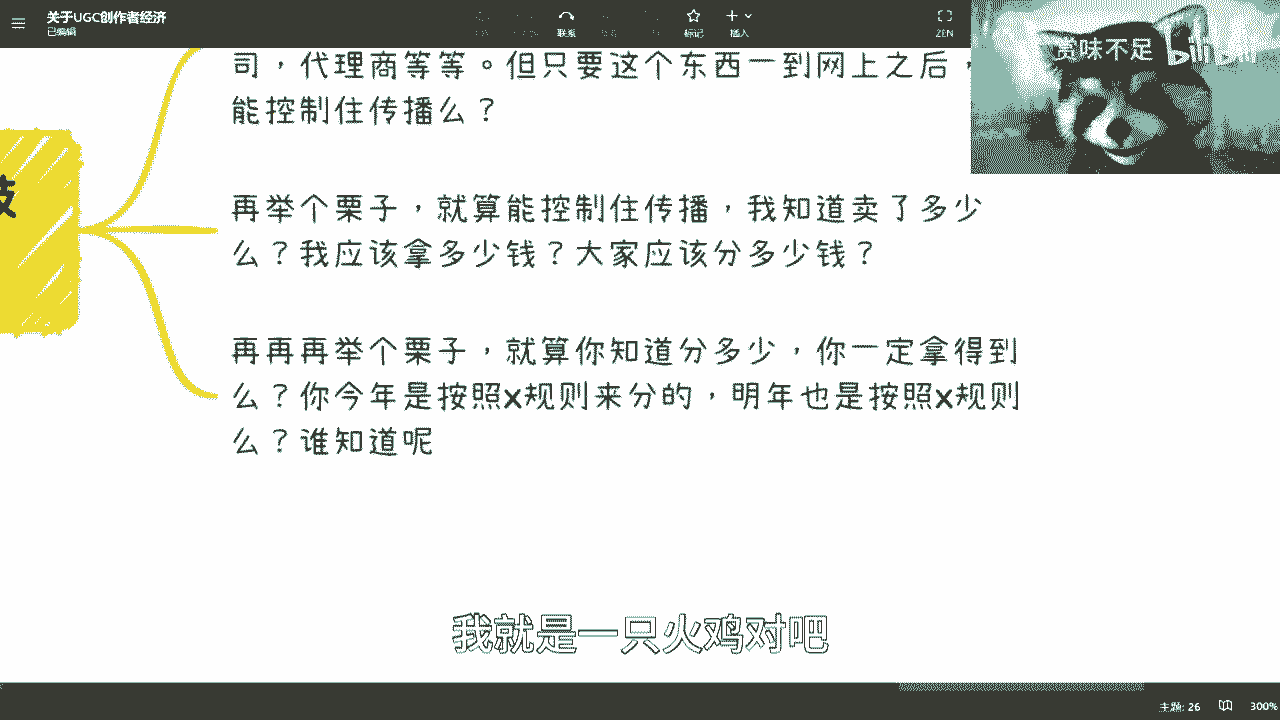 关于UGC创作者经济
已编辑
联系
标记
插入
ZEN
赏味不足
司，代理商等等。但只要这个东西一到网上之后，
能控制住传播么？
再举个栗子，就算能控制住传播，我知道卖了多少
么？我应该拿多少钱？大家应该分多少钱？
再再再举个栗子，就算你知道分多少，你一定拿得到
么？你今年是按照X规则来分的，明年也是按照X规则
么？谁知道呢
我就是一只火鸡对吧
主题: 26
300%